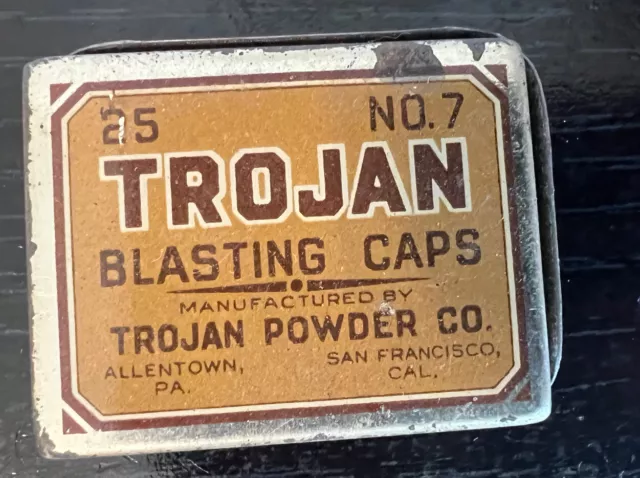 25 NO. 7
TROJAN
BLASTING CAPS
MANUFACTURED BY
TROJAN POWDER CO.
ALLENTOWN, PA.
SAN FRANCISCO, CAL.